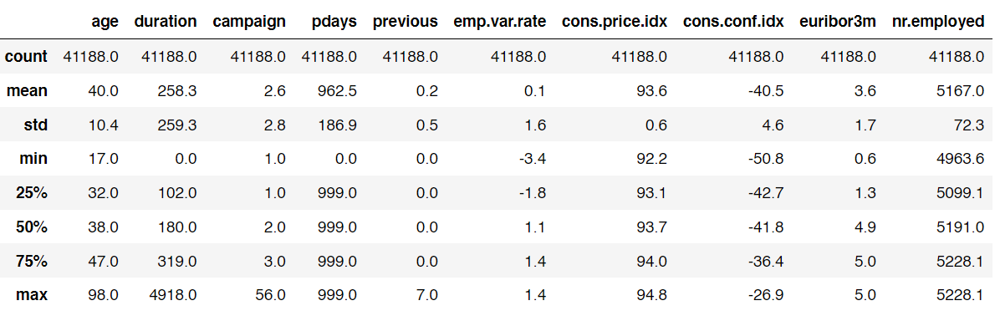 age duration campaign pdays previous emp.var.rate cons.price.idx cons.conf.idx euribor3m nr.employed
count 41188.0 41188.0 41188.0 41188.0 41188.0 41188.0 41188.0 41188.0 41188.0 41188.0
mean 40.0 258.3 2.6 962.5 0.2 0.1 93.6 -40.5 3.6 5167.0
std 10.4 259.3 2.8 186.9 0.5 1.6 0.6 4.6 1.7 72.3
min 17.0 0.0 1.0 0.0 0.0 -3.4 92.2 -50.8 0.6 4963.6
25% 32.0 102.0 1.0 999.0 0.0 -1.8 93.1 -42.7 1.3 5099.1
50% 38.0 180.0 2.0 999.0 0.0 1.1 93.7 -41.8 4.9 5191.0
75% 47.0 319.0 3.0 999.0 0.0 1.4 94.0 -36.4 5.0 5228.1
max 98.0 4918.0 56.0 999.0 7.0 1.4 94.8 -26.9 5.0 5228.1